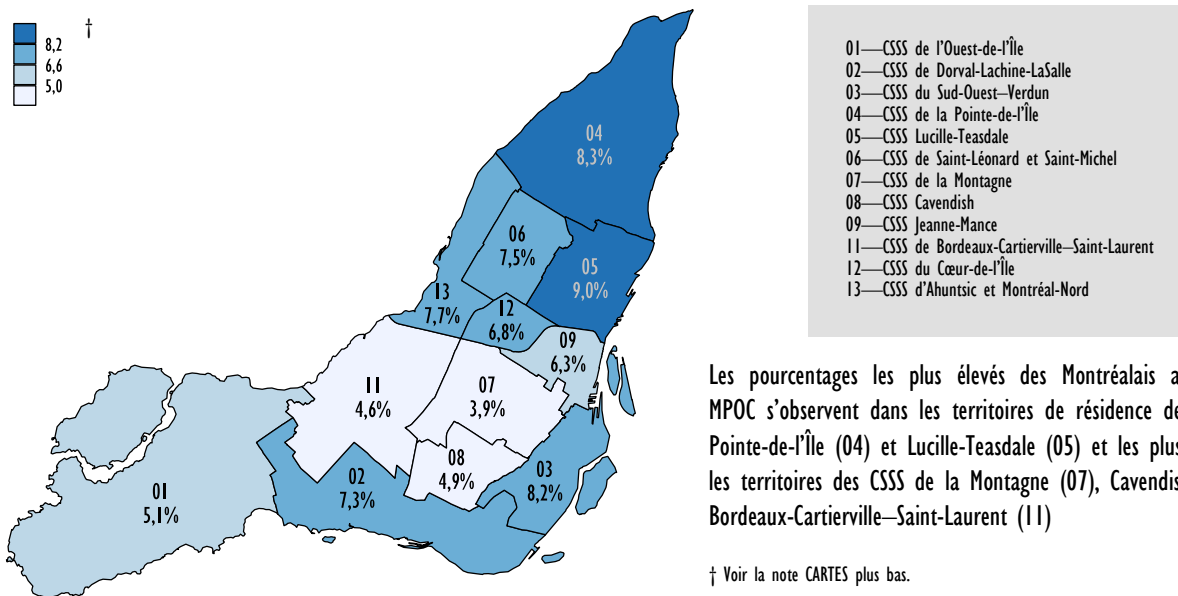 †
8,2
6,6
5,0
04
8,3%
06
7,5%
05
9,0%
13
7,7%
12
6,8%
09
6,3%
11
4,6%
07
3,9%
08
4,9%
03
8,2%
02
7,3%
01
5,1%
01—CSSS de l'Ouest-de-l'Île
02—CSSS de Dorval-Lachine-LaSalle
03—CSSS du Sud-Ouest–Verdun
04—CSSS de la Pointe-de-l'Île
05—CSSS Lucille-Teasdale
06—CSSS de Saint-Léonard et Saint-Michel
07—CSSS de la Montagne
08—CSSS Cavendish
09—CSSS Jeanne-Mance
11—CSSS de Bordeaux-Cartierville–Saint-Laurent
12—CSSS du Cœur-de-l'Île
13—CSSS d'Ahuntsic et Montréal-Nord
Les pourcentages les plus élevés des Montréalais a
MPOC s'observent dans les territoires de résidence de
Pointe-de-l'Île (04) et Lucille-Teasdale (05) et les plus
les territoires des CSSS de la Montagne (07), Cavendis
Bordeaux-Cartierville–Saint-Laurent (11)
† Voir la note CARTES plus bas.